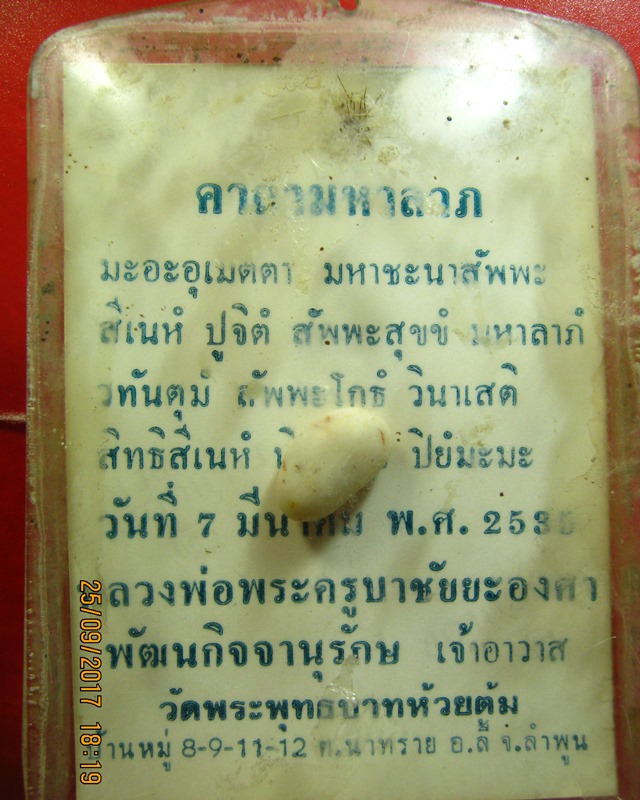 คาถามหาลาภ
มะอะอุเมตตา มหาชะนาสัพพะ
สีเนหํ ปูจิตํ สัพพะสุขขํ มหาลาภํ
สัพพะโกธํ วินาเสติ
สิทธิสีเนหํ ปิยํมะมะ
วันที่ 7 มีนาคม พ.ศ.
หลวงพ่อพระครูบาชัยยะวงศา
พัฒนกิจจานุรักษ์ เจ้าอาวาส
วัดพระพุทธบาทห้วยต้ม
บ้านหมู่ 8-9-11-12 ต.นาทราย อ.ลี้ จ.ลำพูน
25/09/2017 18:19